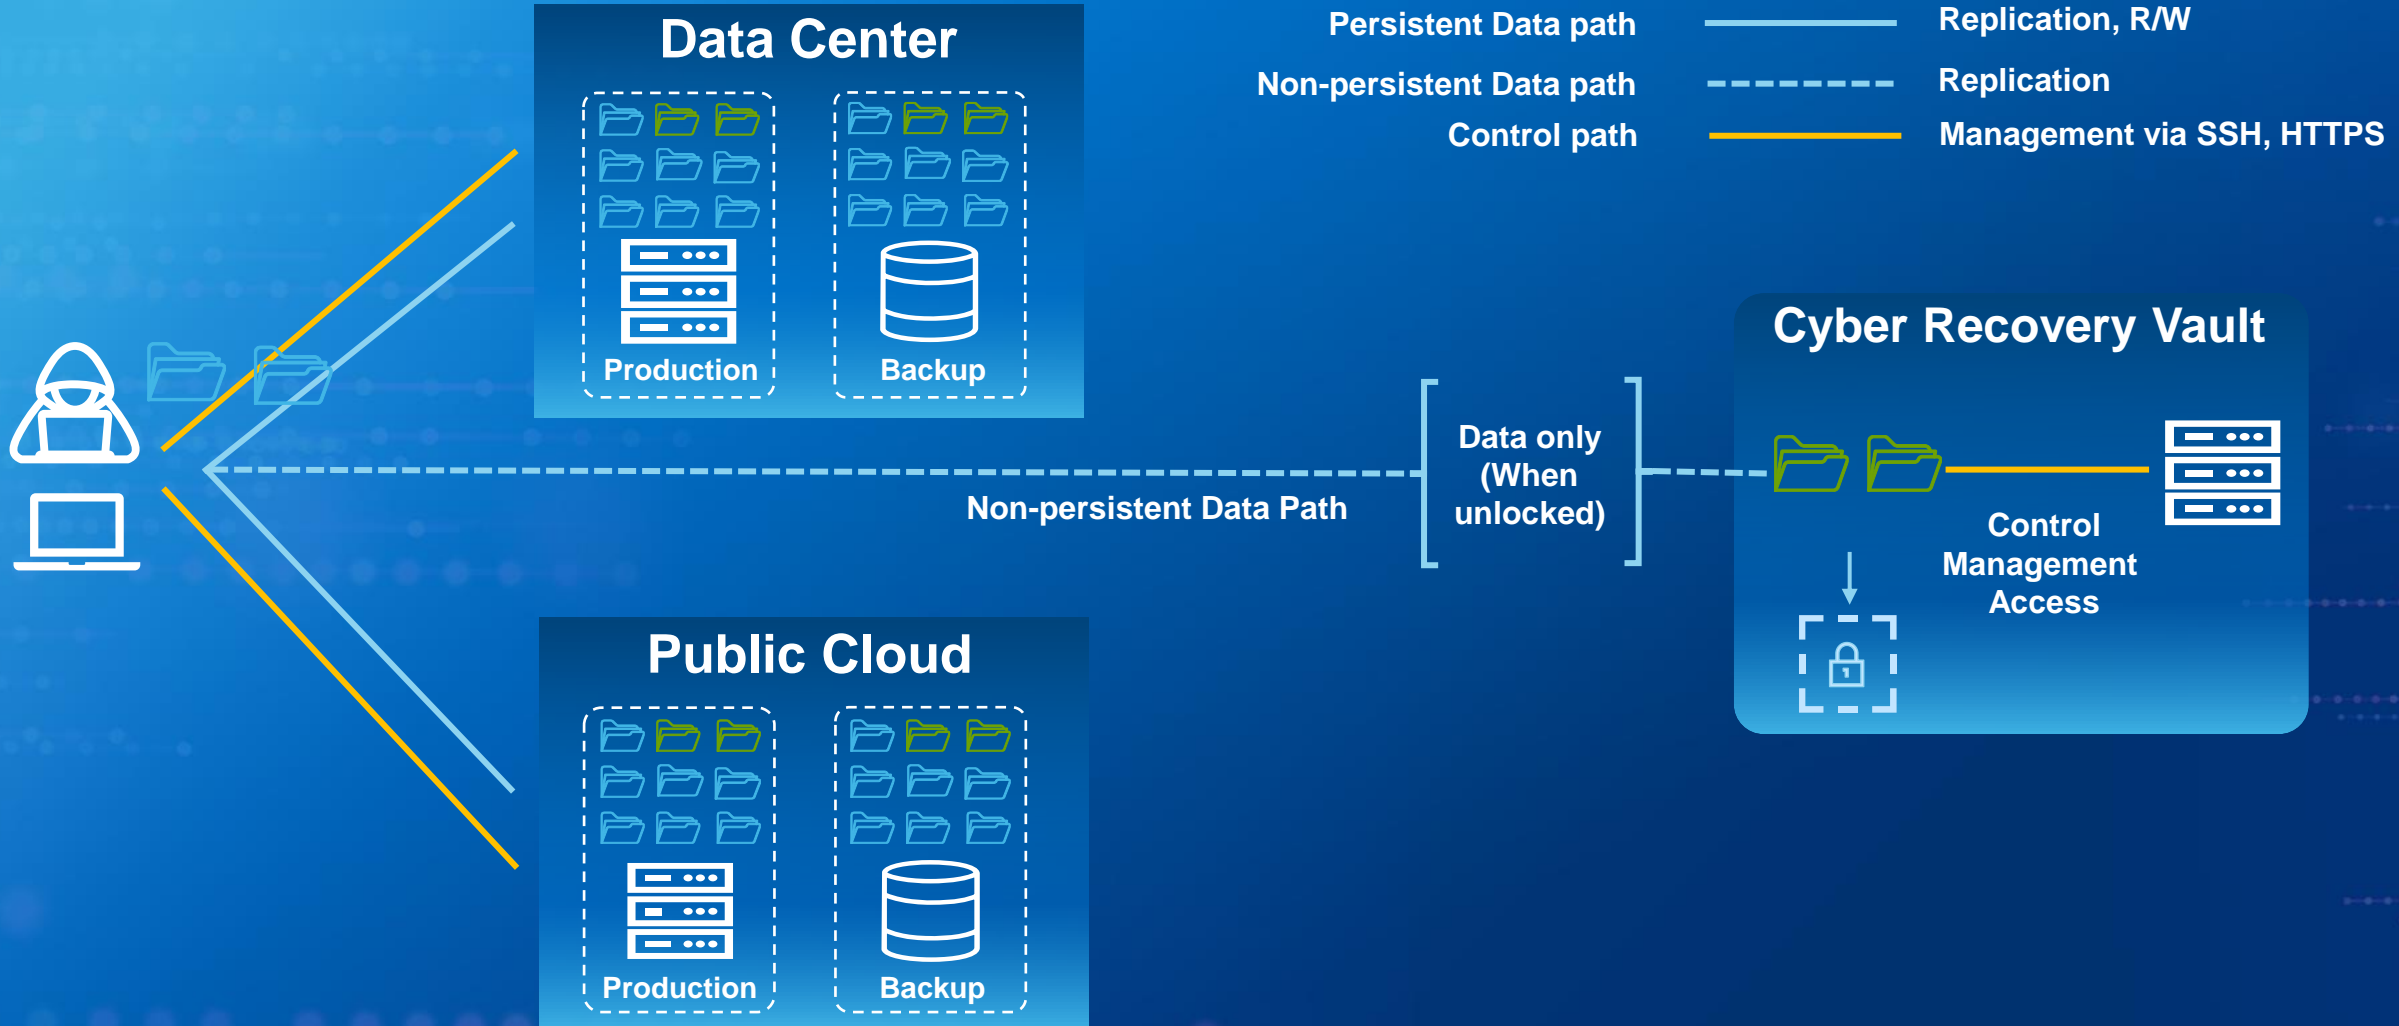 Data Center
Production
Backup
Persistent Data path
Replication, R/W
Non-persistent Data path
Replication
Control path
Management via SSH, HTTPS
Non-persistent Data Path
Data only
(When
unlocked)
Cyber Recovery Vault
Control
Management
Access
Public Cloud
Production
Backup